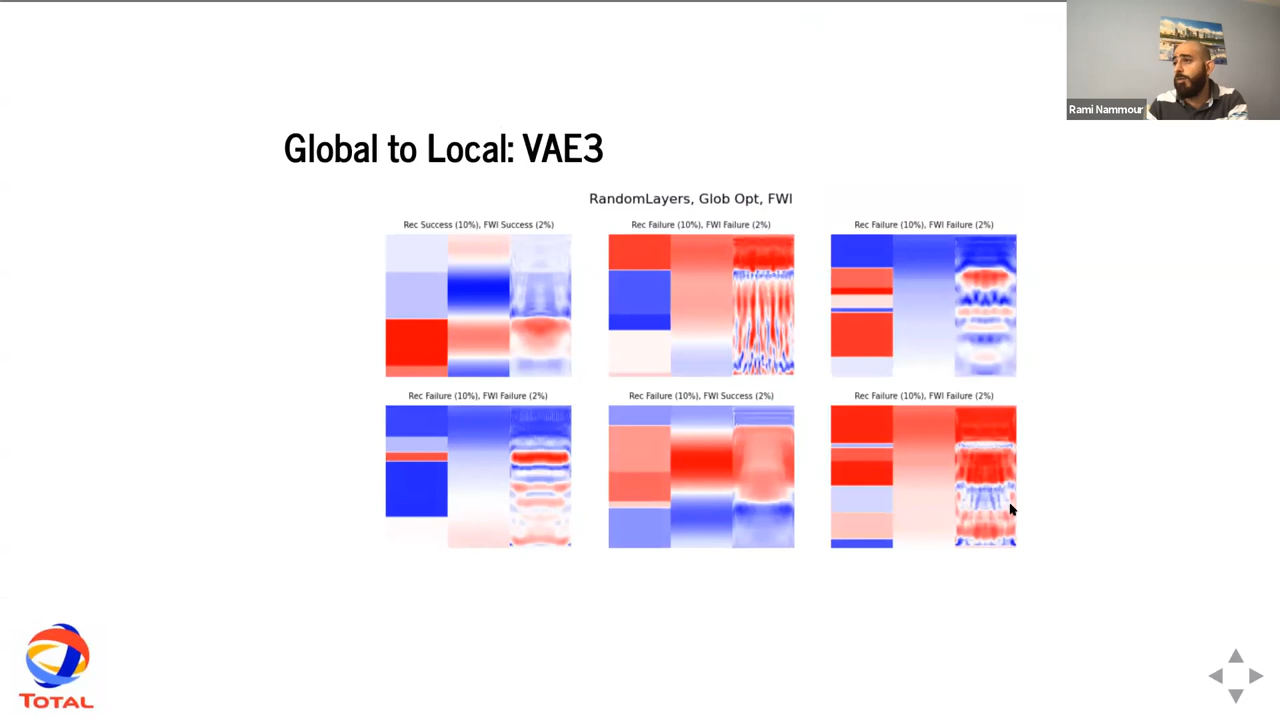 Rami Nammour
Global to Local: VAE3
RandomLayers, Glob Opt, FWI
Rec Success (10%), FWI Success (2%)
Rec Failure (10%), FWI Failure (2%)
Rec Failure (10%), FWI Failure (2%)
Rec Failure (10%), FWI Failure (2%)
Rec Failure (10%), FWI Success (2%)
Rec Failure (10%), FWI Failure (2%)
TOTAL